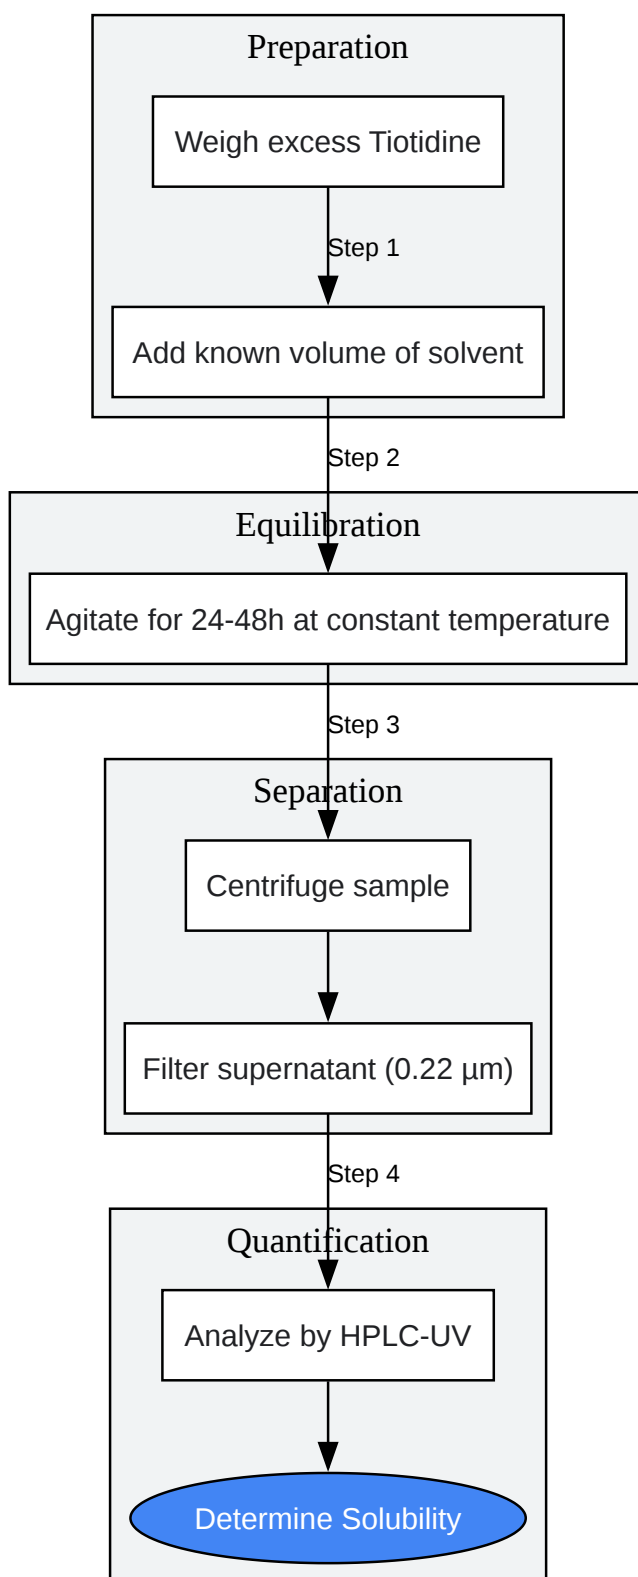 Preparation
Weigh excess Tiotidine
Step 1
Add known volume of solvent
Step 2
Equilibration
Agitate for 24-48h at constant temperature
Step 3
Separation
Centrifuge sample
Filter supernatant (0.22 µm)
Step 4
Quantification
Analyze by HPLC-UV
Determine Solubility